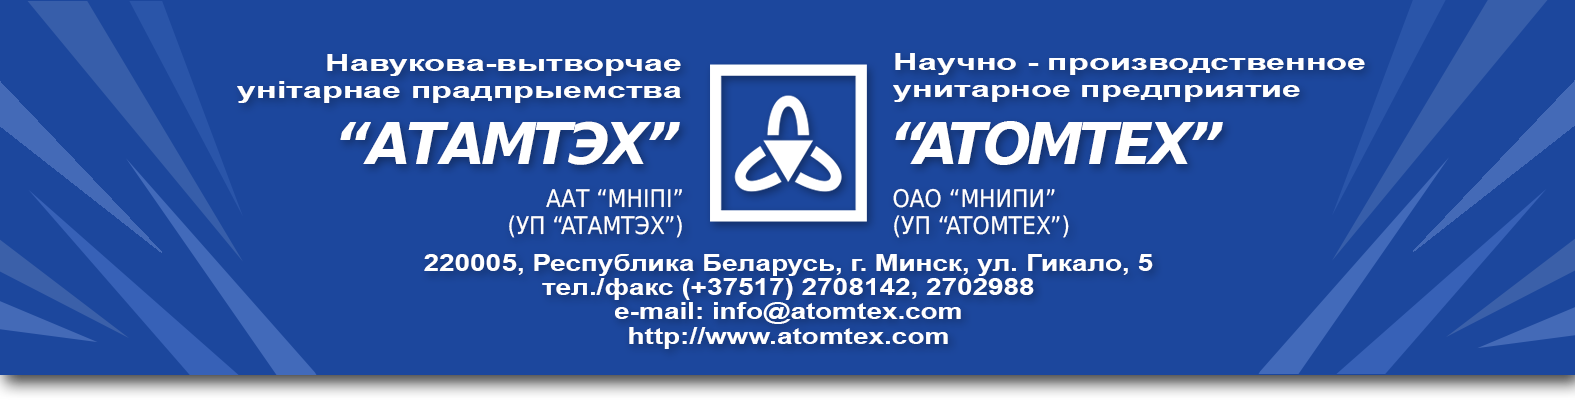 Навукова-вытворчае
унітарнае прадпрыемства
“АТАМТЭХ”
ААТ “МНІПІ”
(УП “АТАМТЭХ”)
Научно - производственное
унитарное предприятие
“АТОМТЕХ”
ОАО “МНИПИ”
(УП “АТОМТЕХ”)
220005, Республика Беларусь, г. Минск, ул. Гикало, 5
тел./факс (+37517) 2708142, 2702988
e-mail: info@atomtex.com
http://www.atomtex.com